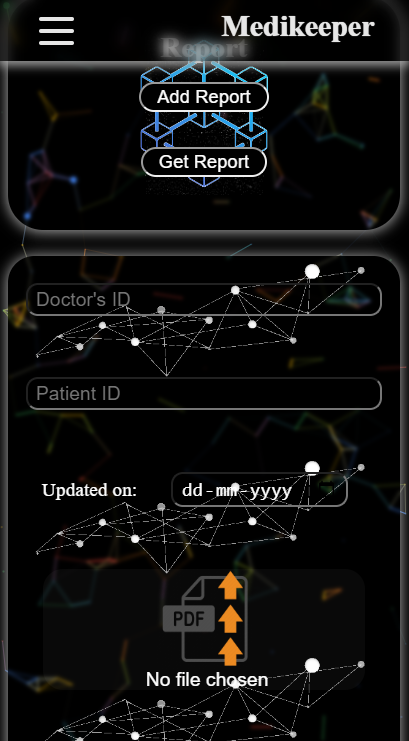 Medikeeper
Report
Add Report
Get Report
Doctor's ID
Patient ID
Updated on: dd-mm-yyyy
PDF
No file chosen